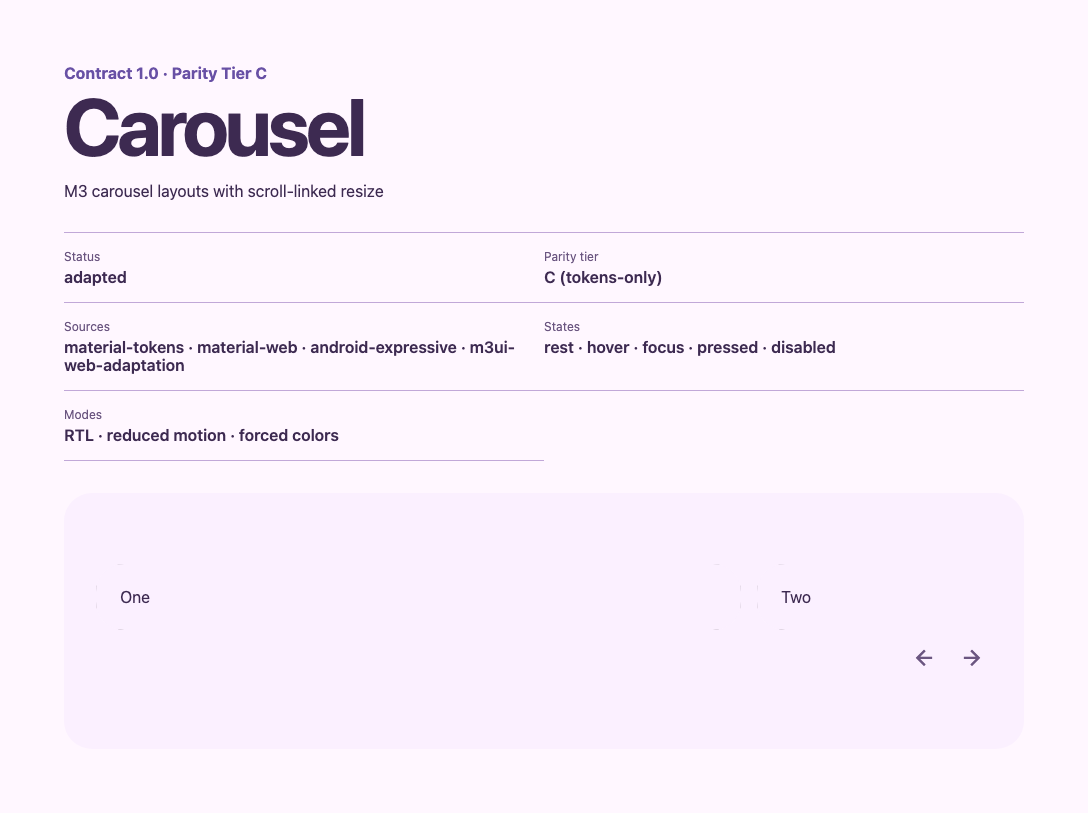 Contract 1.0 · Parity Tier C
Carousel
M3 carousel layouts with scroll-linked resize
Status
adapted
Parity tier
C (tokens-only)
Sources
material-tokens · material-web · android-expressive · m3ui-
web-adaptation
States
rest · hover · focus · pressed · disabled
Modes
RTL · reduced motion · forced colors
One
Two